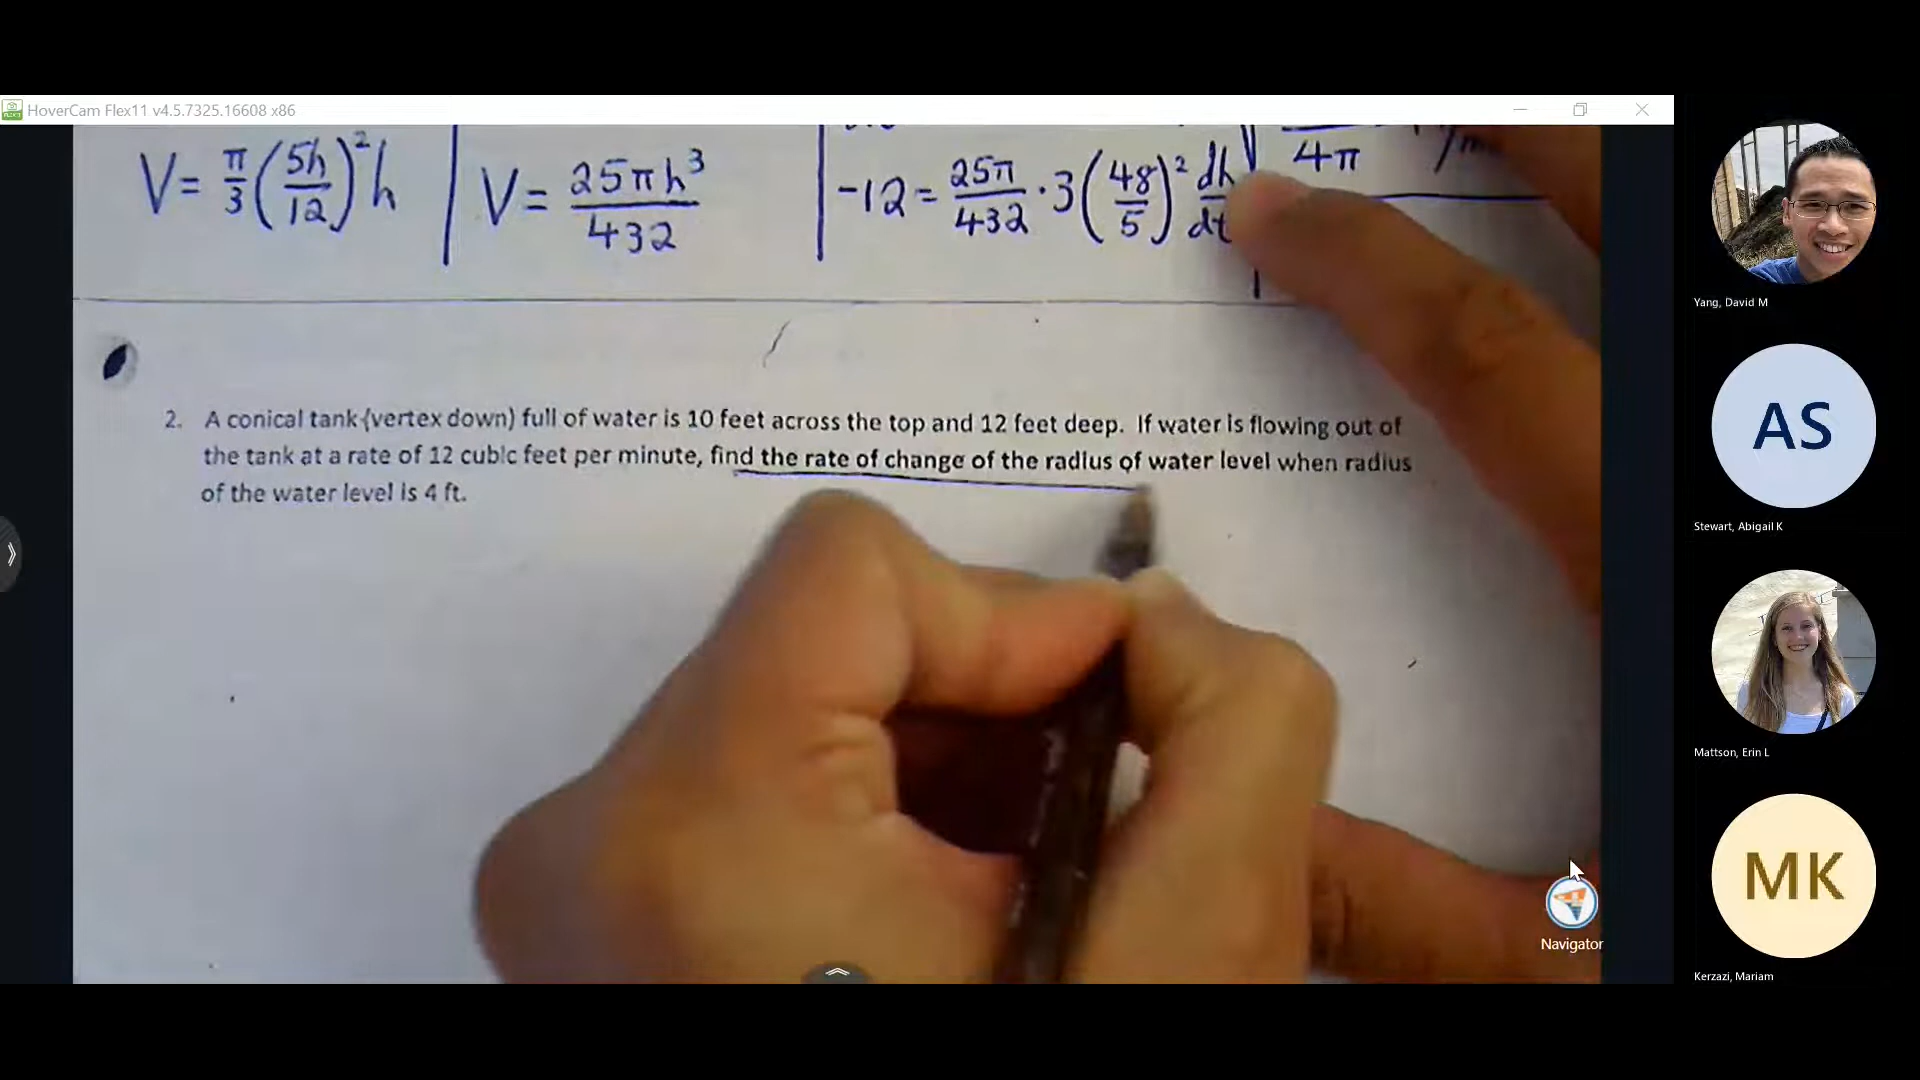 HoverCam Flex11 v4.5.7325.16608 x86
V = π/3 (5h/12)² h
V = 25πh³/432
-12 = 25π/432 · 3(48/5)² dh/dt
4π
2. A conical tank (vertex down) full of water is 10 feet across the top and 12 feet deep. If water is flowing out of
the tank at a rate of 12 cubic feet per minute, find the rate of change of the radius of water level when radius
of the water level is 4 ft.
Navigator
Yang, David M
AS
Stewart, Abigail K
Mattson, Erin L
MK
Kerzazi, Mariam